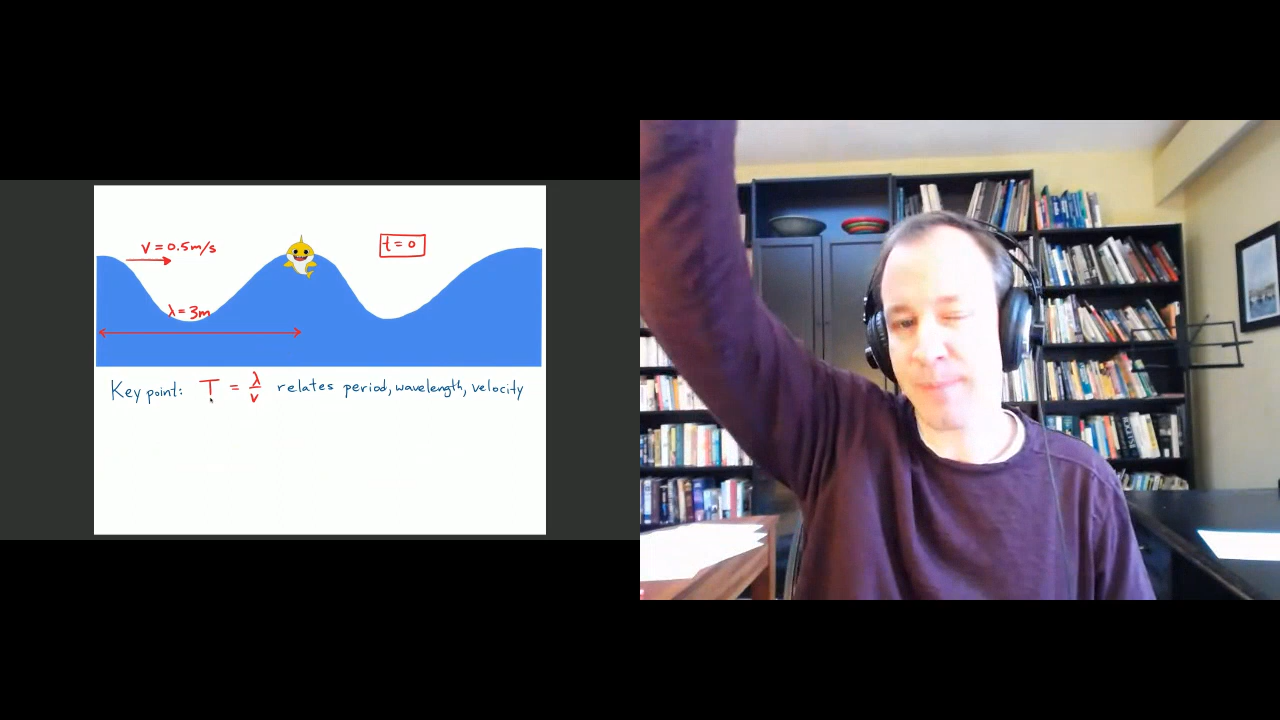 v = 0.5m/s
t = 0
λ = 3m
Key point: T = λ/v relates period, wavelength, velocity